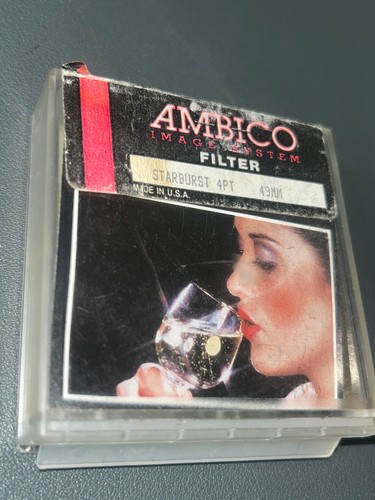 AMBICO
IMAGE SYSTEM
FILTER
STARBURST 4PT 49MM
MADE IN U.S.A.